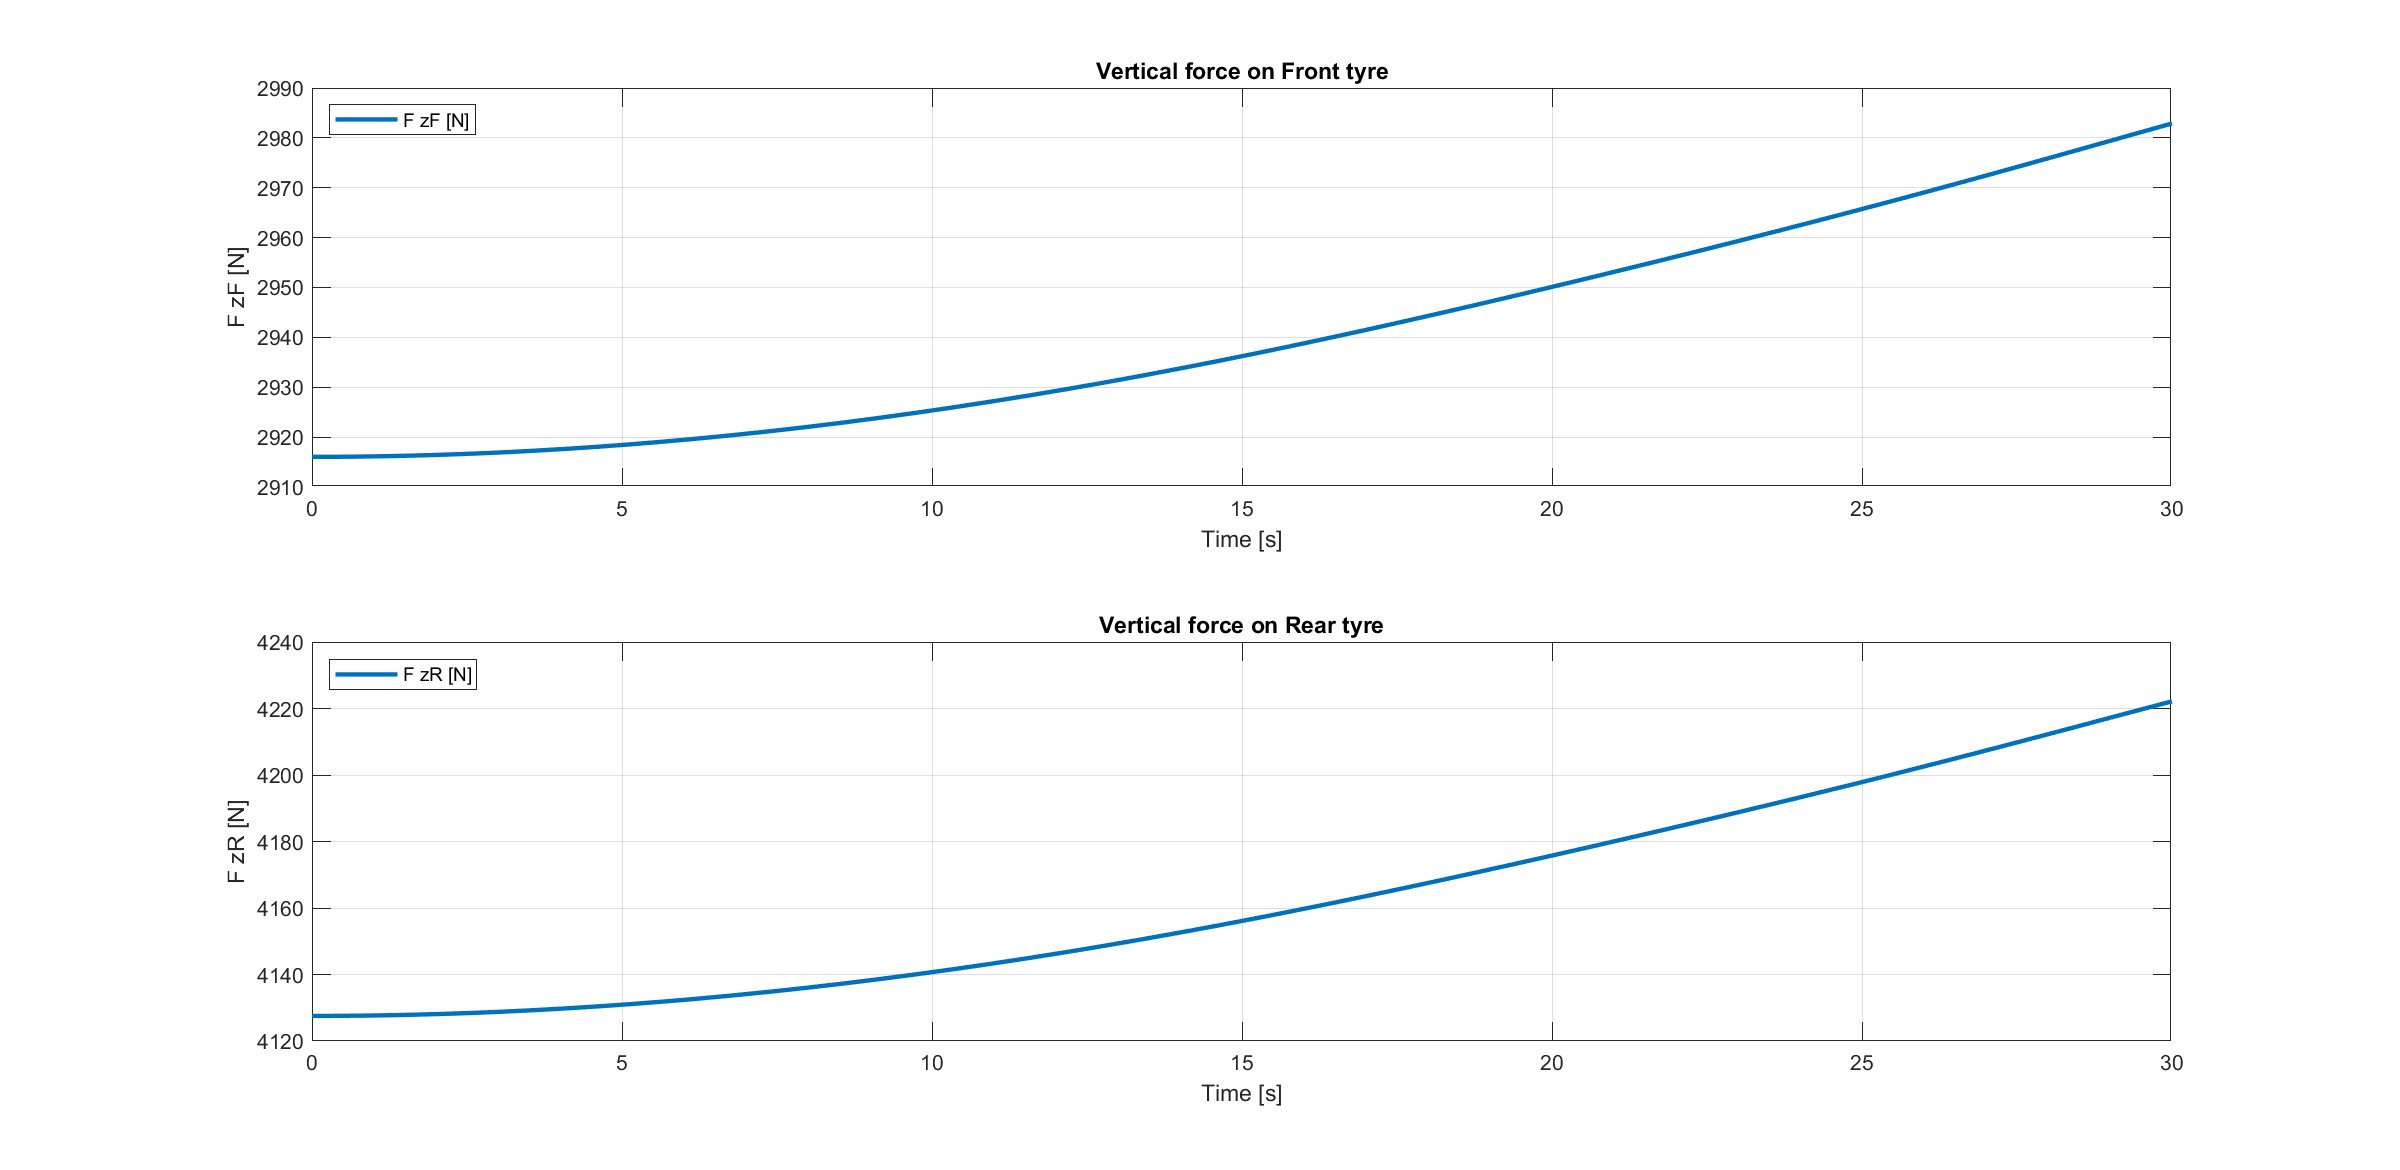 Vertical force on Front tyre
2990
2980
2970
2960
2950
2940
2930
2920
2910
F zF [N]
F zF [N]
0 5 10 15 20 25 30
Time [s]
Vertical force on Rear tyre
4240
4220
4200
4180
4160
4140
4120
F zR [N]
F zR [N]
0 5 10 15 20 25 30
Time [s]